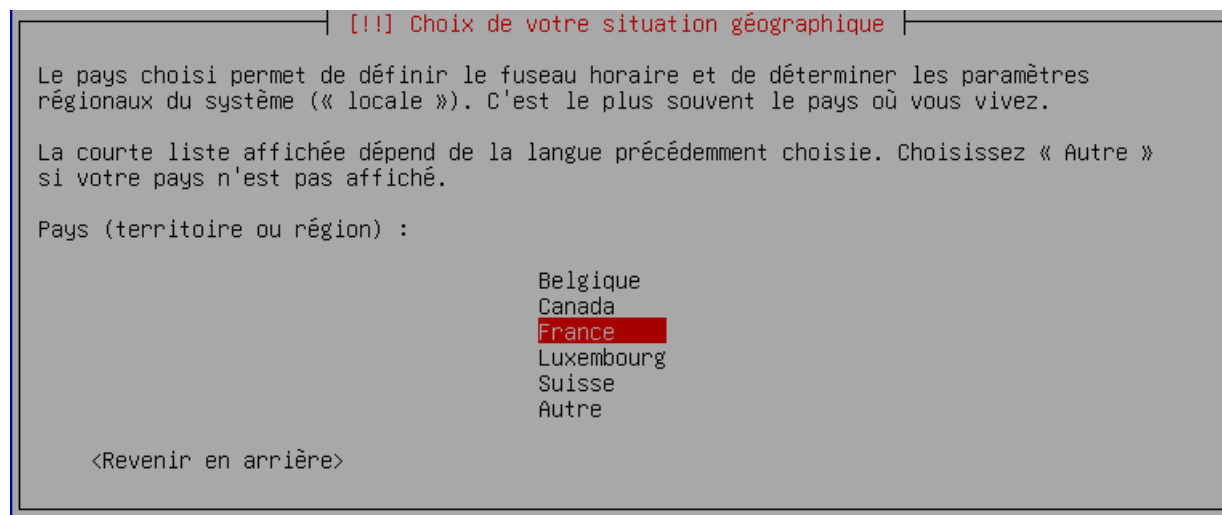 [!!] Choix de votre situation géographique
Le pays choisi permet de définir le fuseau horaire et de déterminer les paramètres
régionaux du système (« locale »). C'est le plus souvent le pays où vous vivez.
La courte liste affichée dépend de la langue précédemment choisie. Choisissez « Autre »
si votre pays n'est pas affiché.
Pays (territoire ou région) :
Belgique
Canada
France
Luxembourg
Suisse
Autre
<Revenir en arrière>